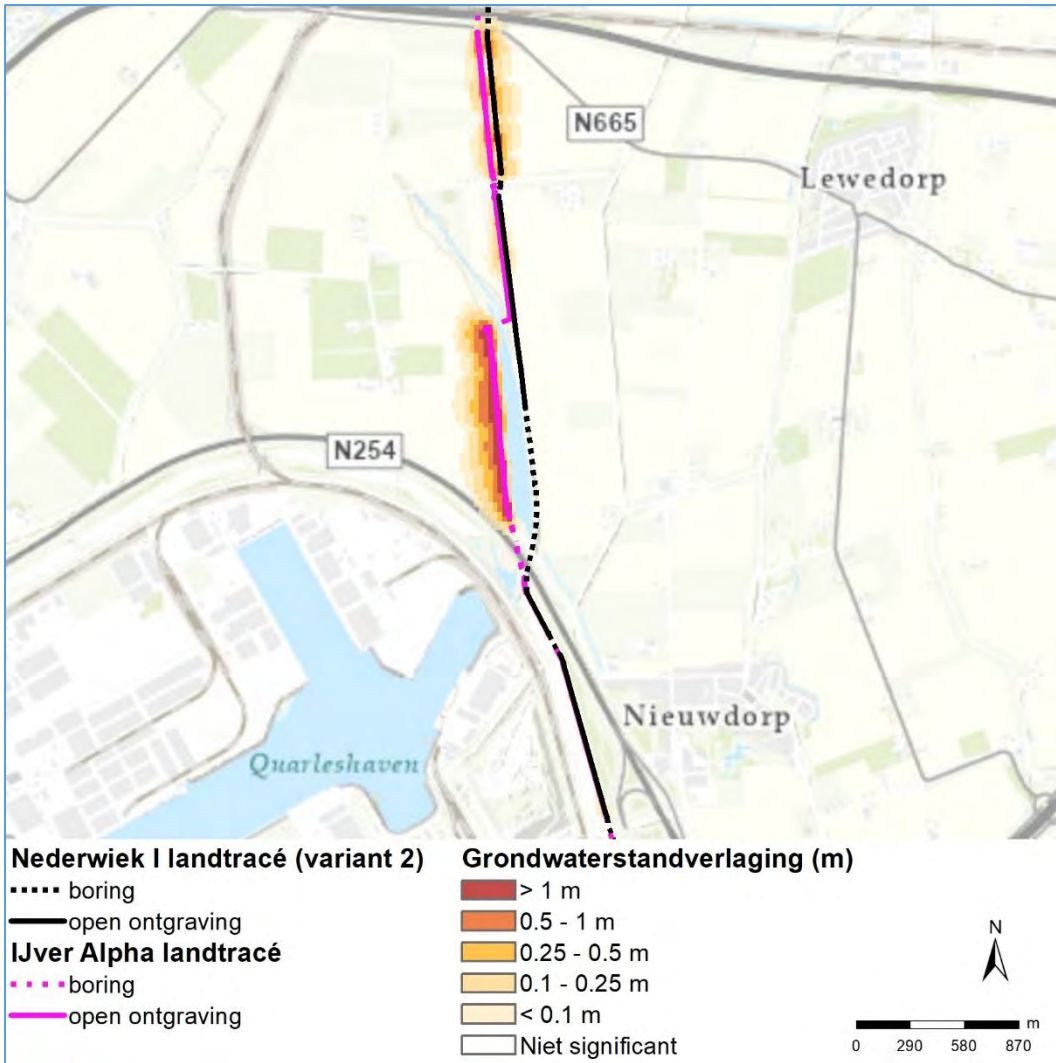 N665
Lewedorp
N254
Nieuwdorp
Quarleshaven
Nederwiek I landtracé (variant 2)
boring
open ontgraving
IJver Alpha landtracé
boring
open ontgraving
Grondwaterstandverlaging (m)
> 1 m
0.5 - 1 m
0.25 - 0.5 m
0.1 - 0.25 m
< 0.1 m
Niet significant
N
m
0 290 580 870